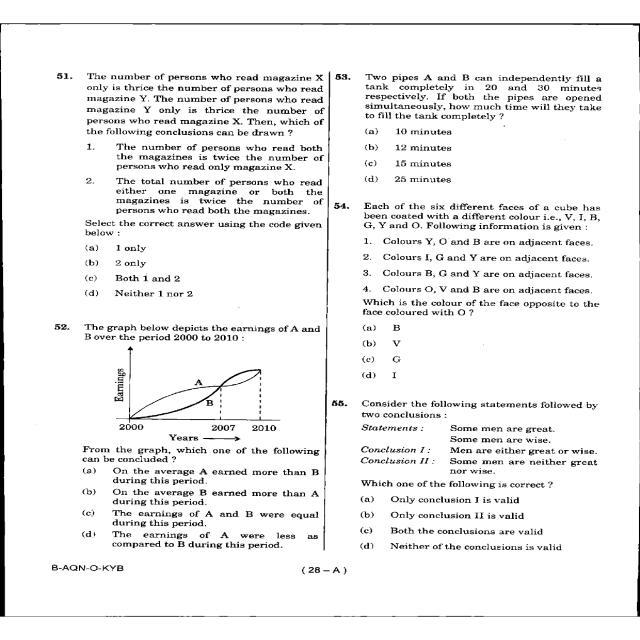 51. The number of persons who read magazine X
only is thrice the number of persons who read
magazine Y. The number of persons who read
magazine Y only is thrice the number of
persons who read magazine X. Then, which of
the following conclusions can be drawn ?
1. The number of persons who read both
the magazines is twice the number of
persons who read only magazine X.
2. The total number of persons who read
either one magazine or both the
magazines is twice the number of
persons who read both the magazines.
Select the correct answer using the code given
below :
(a) 1 only
(b) 2 only
(c) Both 1 and 2
(d) Neither 1 nor 2
52. The graph below depicts the earnings of A and
B over the period 2000 to 2010 :
Earnings
A
B
2000 2007 2010
Years
From the graph, which one of the following
can be concluded ?
(a) On the average A earned more than B
during this period.
(b) On the average B earned more than A
during this period.
(c) The earnings of A and B were equal
during this period.
(d) The earnings of A were less as
compared to B during this period.
53. Two pipes A and B can independently fill a
tank completely in 20 and 30 minutes
respectively. If both the pipes are opened
simultaneously, how much time will they take
to fill the tank completely ?
(a) 10 minutes
(b) 12 minutes
(c) 15 minutes
(d) 25 minutes
54. Each of the six different faces of a cube has
been coated with a different colour i.e., V, I, B,
G, Y and O. Following information is given :
1. Colours Y, O and B are on adjacent faces.
2. Colours I, G and Y are on adjacent faces.
3. Colours B, G and Y are on adjacent faces.
4. Colours O, V and B are on adjacent faces.
Which is the colour of the face opposite to the
face coloured with O ?
(a) B
(b) V
(c) G
(d) I
55. Consider the following statements followed by
two conclusions :
Statements : Some men are great.
Some men are wise.
Conclusion I : Men are either great or wise.
Conclusion II : Some men are neither great
nor wise.
Which one of the following is correct ?
(a) Only conclusion I is valid
(b) Only conclusion II is valid
(c) Both the conclusions are valid
(d) Neither of the conclusions is valid
B-AQN-O-KYB
( 28 – A )